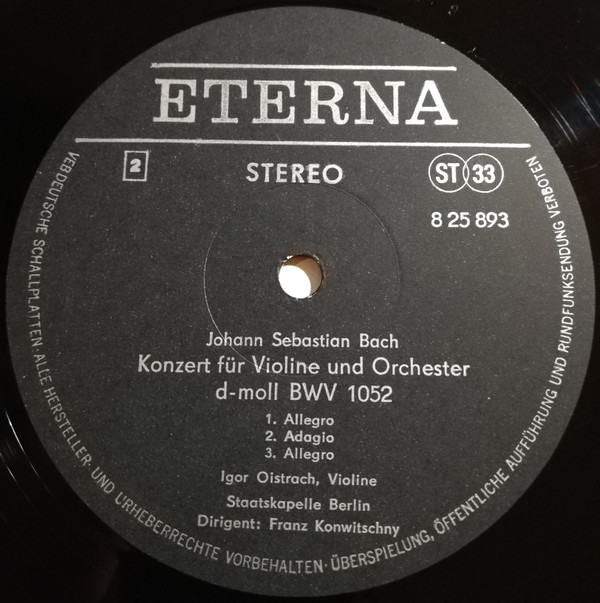 ETERNA
2
STEREO
ST 33
8 25 893
Johann Sebastian Bach
Konzert für Violine und Orchester
d-moll BWV 1052
1. Allegro
2. Adagio
3. Allegro
Igor Oistrach, Violine
Staatskapelle Berlin
Dirigent: Franz Konwitschny
VEB DEUTSCHE SCHALLPLATTEN · ALLE HERSTELLER- UND URHEBERRECHTE VORBEHALTEN · ÜBERSPIELUNG, ÖFFENTLICHE AUFFÜHRUNG UND RUNDFUNKSENDUNG VERBOTEN